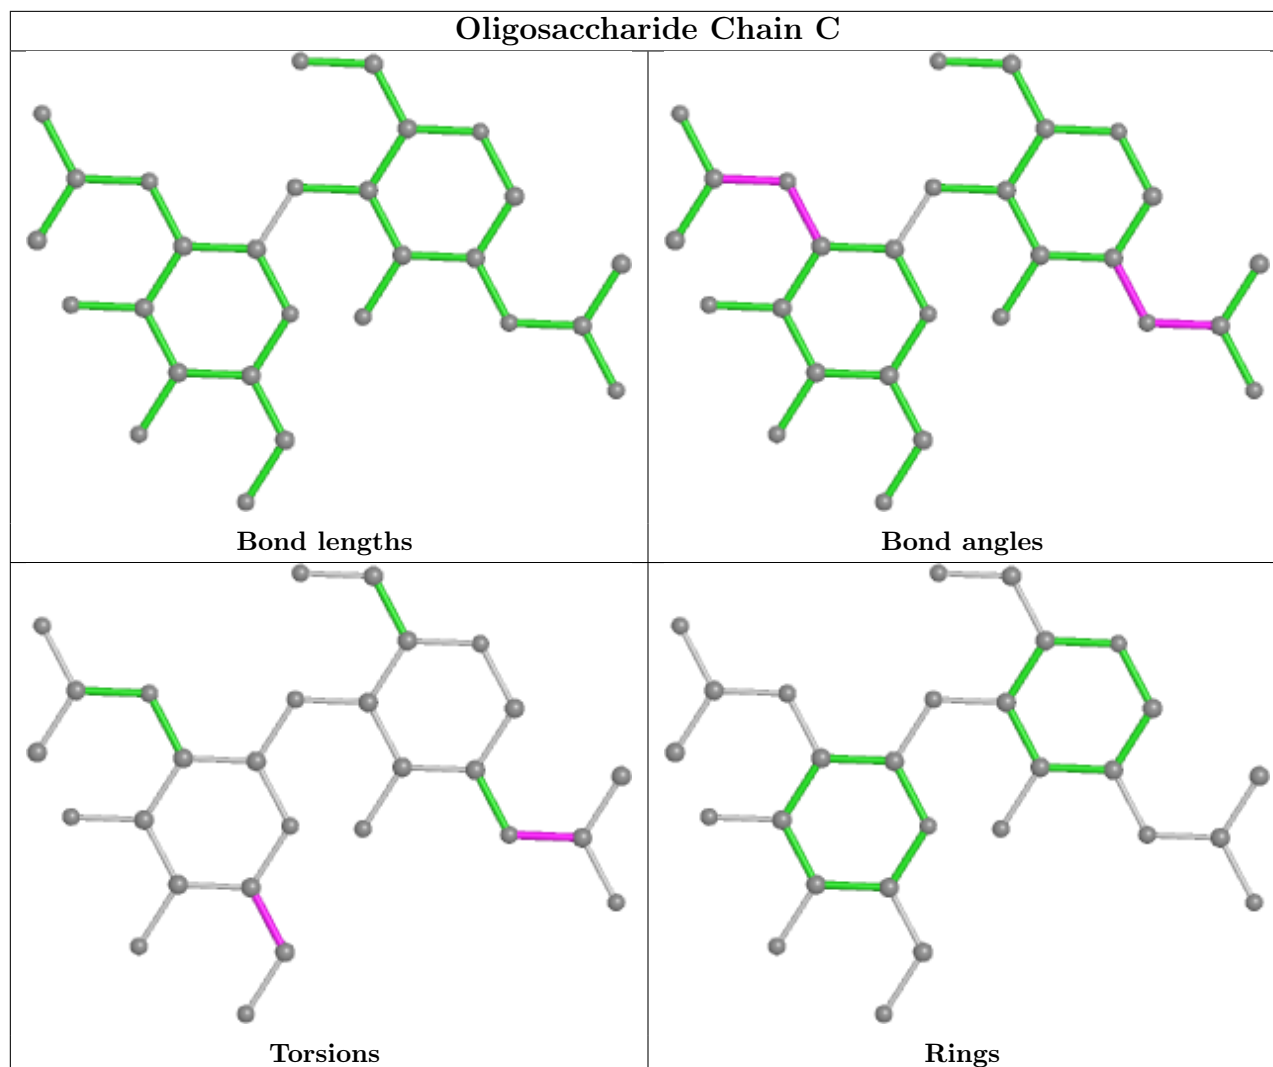 Oligosaccharide Chain C
Bond lengths
Bond angles
Torsions
Rings